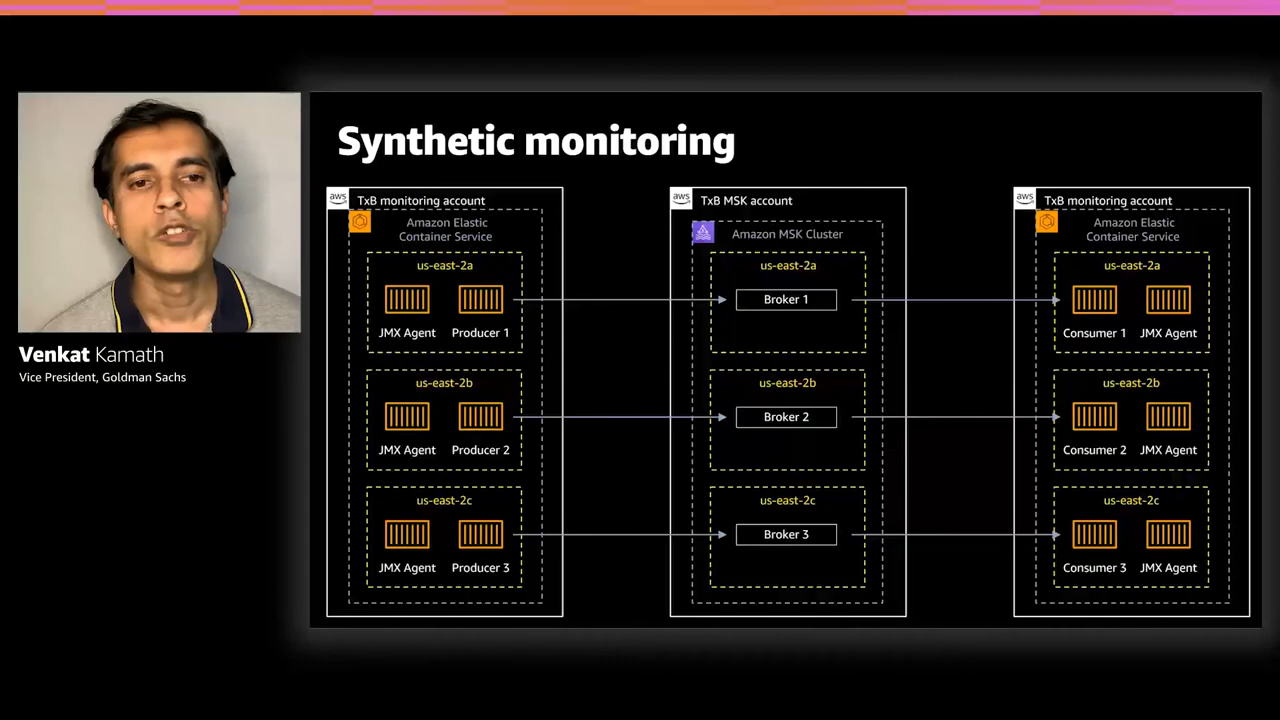 Synthetic monitoring
aws
TxB monitoring account
Amazon Elastic
Container Service
us-east-2a
JMX Agent
Producer 1
us-east-2b
JMX Agent
Producer 2
us-east-2c
JMX Agent
Producer 3
aws
TxB MSK account
Amazon MSK Cluster
us-east-2a
Broker 1
us-east-2b
Broker 2
us-east-2c
Broker 3
aws
TxB monitoring account
Amazon Elastic
Container Service
us-east-2a
Consumer 1
JMX Agent
us-east-2b
Consumer 2
JMX Agent
us-east-2c
Consumer 3
JMX Agent
Venkat Kamath
Vice President, Goldman Sachs